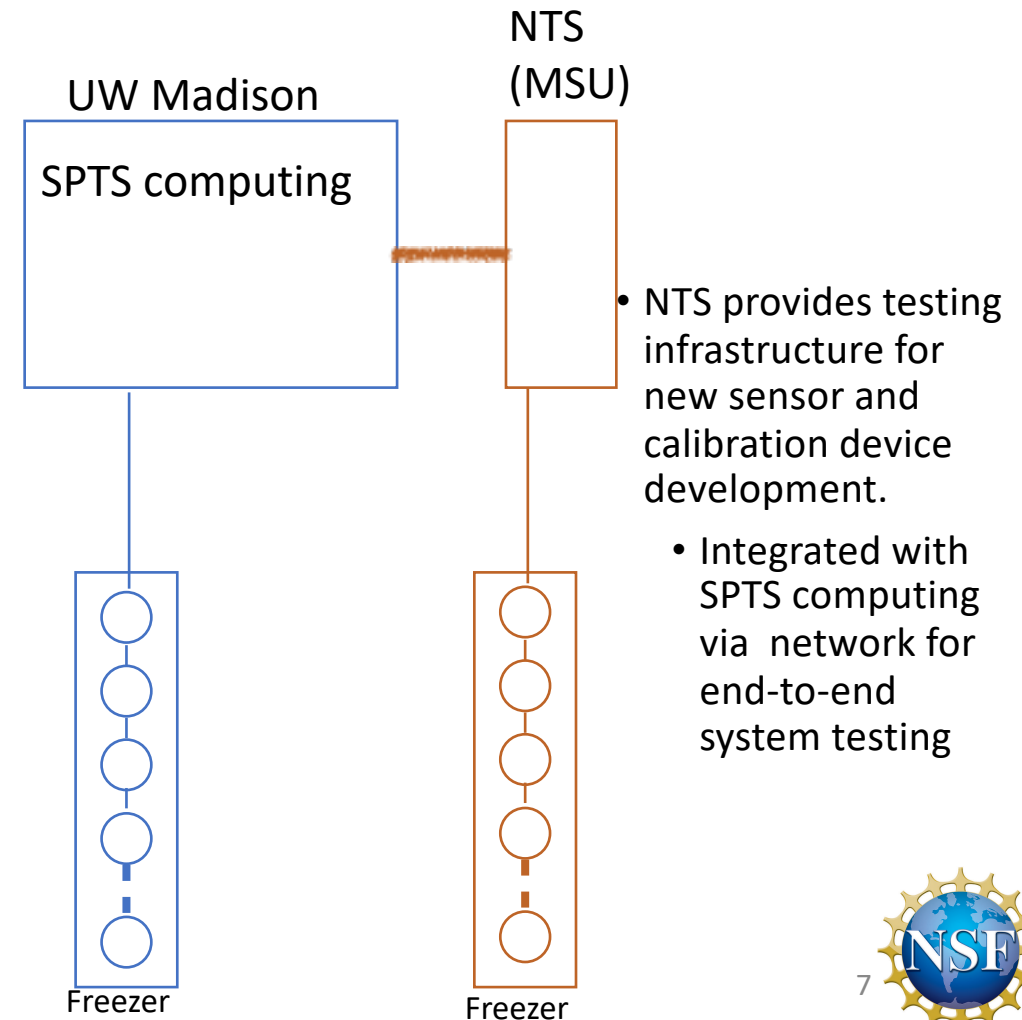 NTS
(MSU)
UW Madison
SPTS computing
• NTS provides testing
infrastructure for
new sensor and
calibration device
development.
• Integrated with
SPTS computing
via network for
end-to-end
system testing
Freezer
Freezer
7
NSF